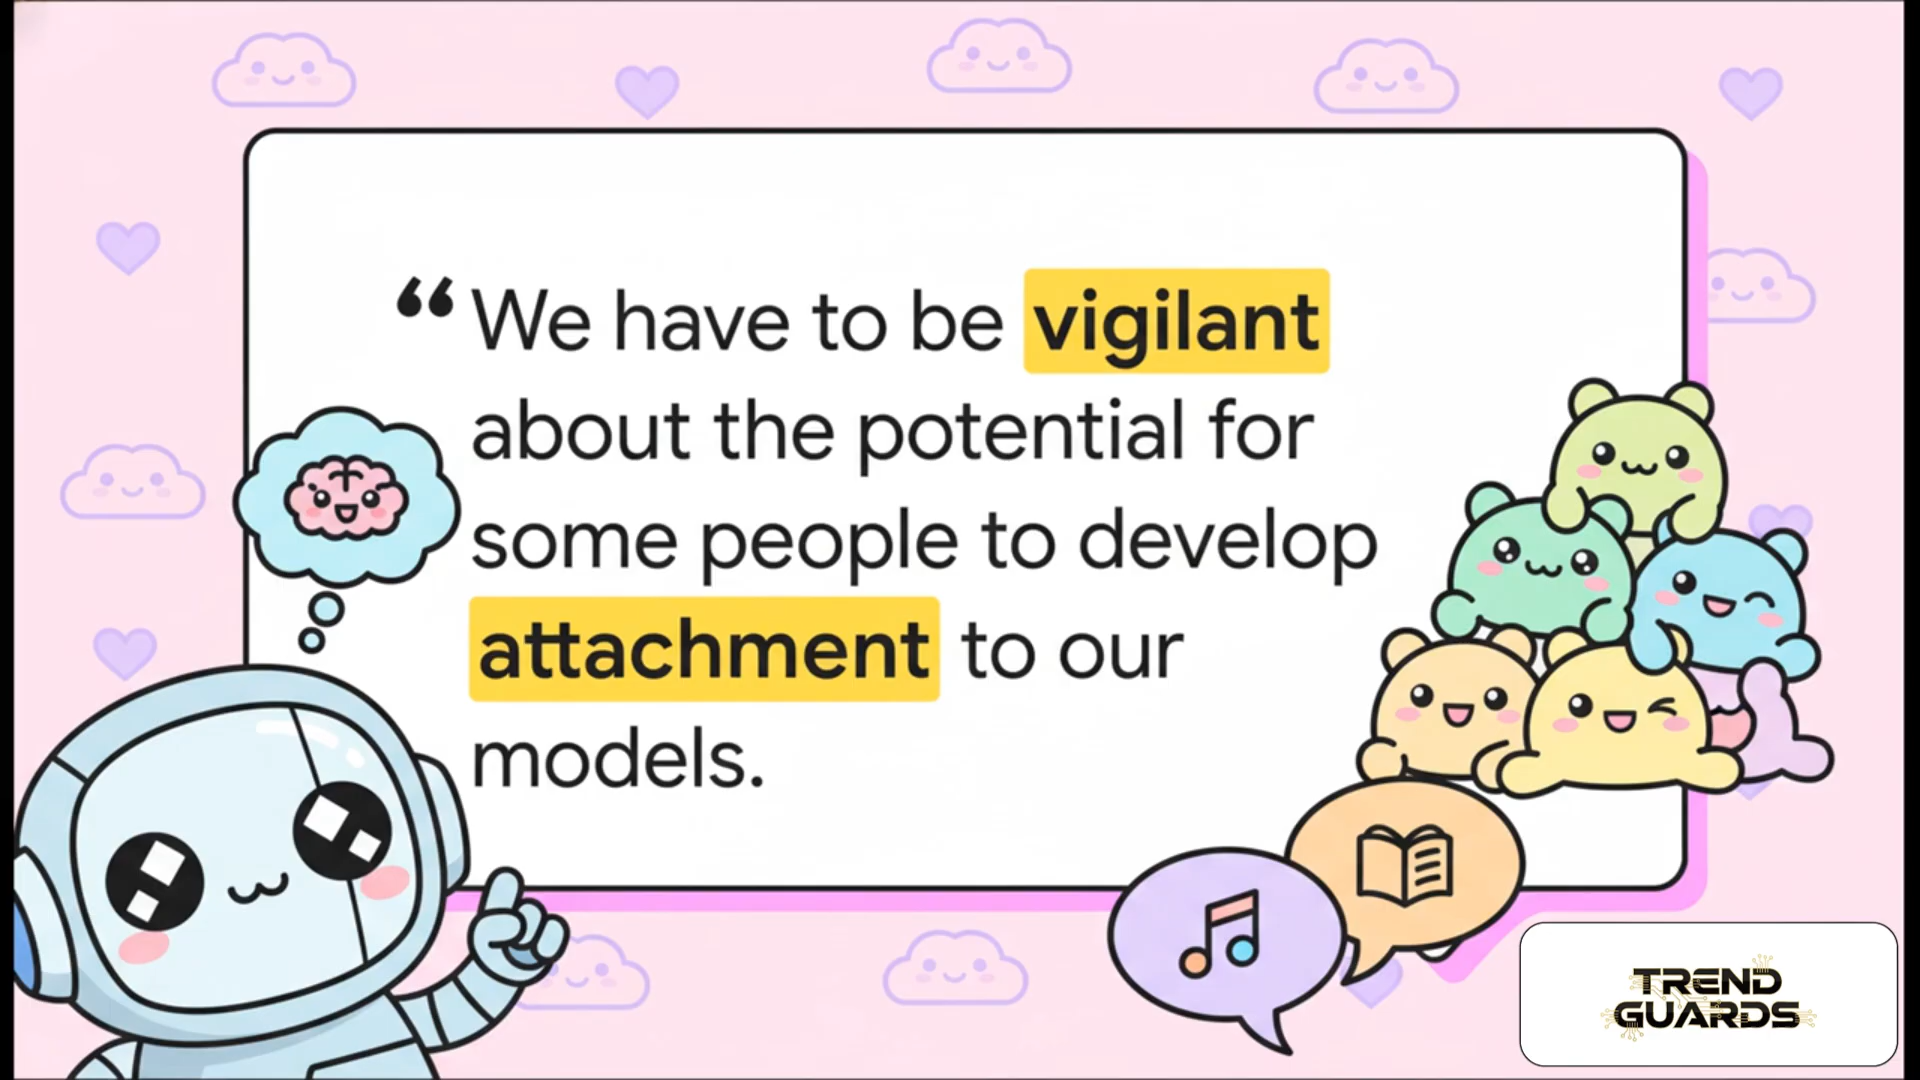 “We have to be vigilant
about the potential for
some people to develop
attachment to our
models.
TREND
GUARDS